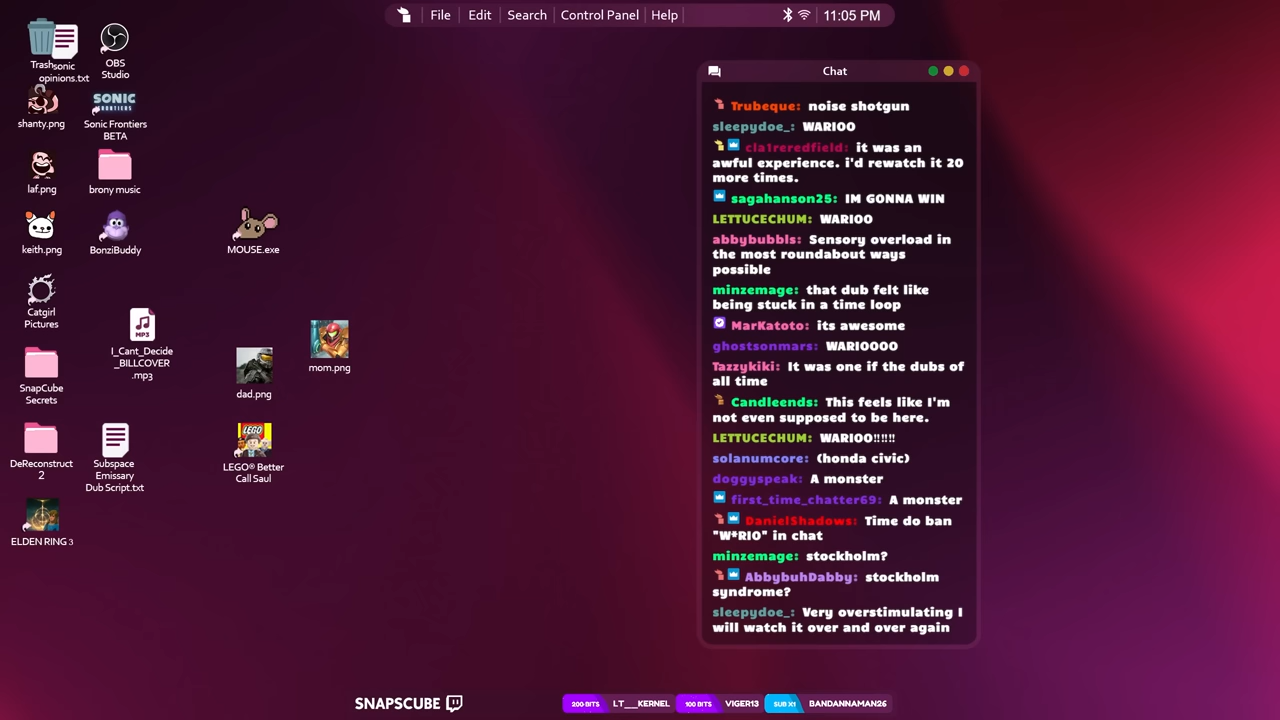 File Edit Search Control Panel Help 11:05 PM
Trash
sonic
opinions.txt
OBS
Studio
shanty.png
SONIC
FRONTIERS
Sonic Frontiers
BETA
laf.png
brony music
keith.png
BonziBuddy
MOUSE.exe
Catgirl
Pictures
MP3
I_Cant_Decide
_BILLCOVER
.mp3
mom.png
SnapCube
Secrets
dad.png
DeReconstruct
2
Subspace
Emissary
Dub Script.txt
LEGO
LEGO® Better
Call Saul
ELDEN RING 3
Chat
Trubeque: noise shotgun
sleepydoe_: WARIOO
cla1reredfield: it was an
awful experience. i'd rewatch it 20
more times.
sagahanson25: IM GONNA WIN
LETTUCECHUM: WARIOO
abbybubbls: Sensory overload in
the most roundabout ways
possible
minzemage: that dub felt like
being stuck in a time loop
MarKatoto: its awesome
ghostsonmars: WARIOOOO
Tazzykiki: It was one if the dubs of
all time
Candleends: This feels like I'm
not even supposed to be here.
LETTUCECHUM: WARIOO!!!!!!
solanumcore: (honda civic)
doggyspeak: A monster
first_time_chatter69: A monster
DanielShadows: Time do ban
"W*RIO" in chat
minzemage: stockholm?
AbbybuhDabby: stockholm
syndrome?
sleepydoe_: Very overstimulating I
will watch it over and over again
SNAPSCUBE
200 BITS LT___KERNEL 100 BITS VIGER13 SUB X1 BANDANNAMAN26